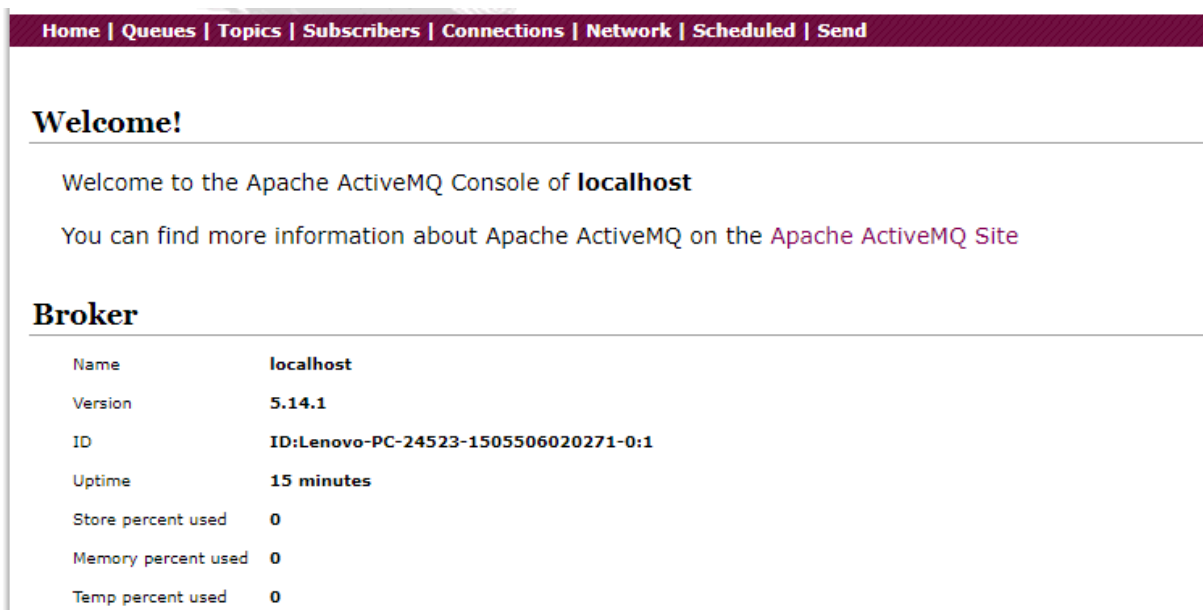 Home | Queues | Topics | Subscribers | Connections | Network | Scheduled | Send
Welcome!
Welcome to the Apache ActiveMQ Console of localhost
You can find more information about Apache ActiveMQ on the Apache ActiveMQ Site
Broker
Name localhost
Version 5.14.1
ID ID:Lenovo-PC-24523-1505506020271-0:1
Uptime 15 minutes
Store percent used 0
Memory percent used 0
Temp percent used 0